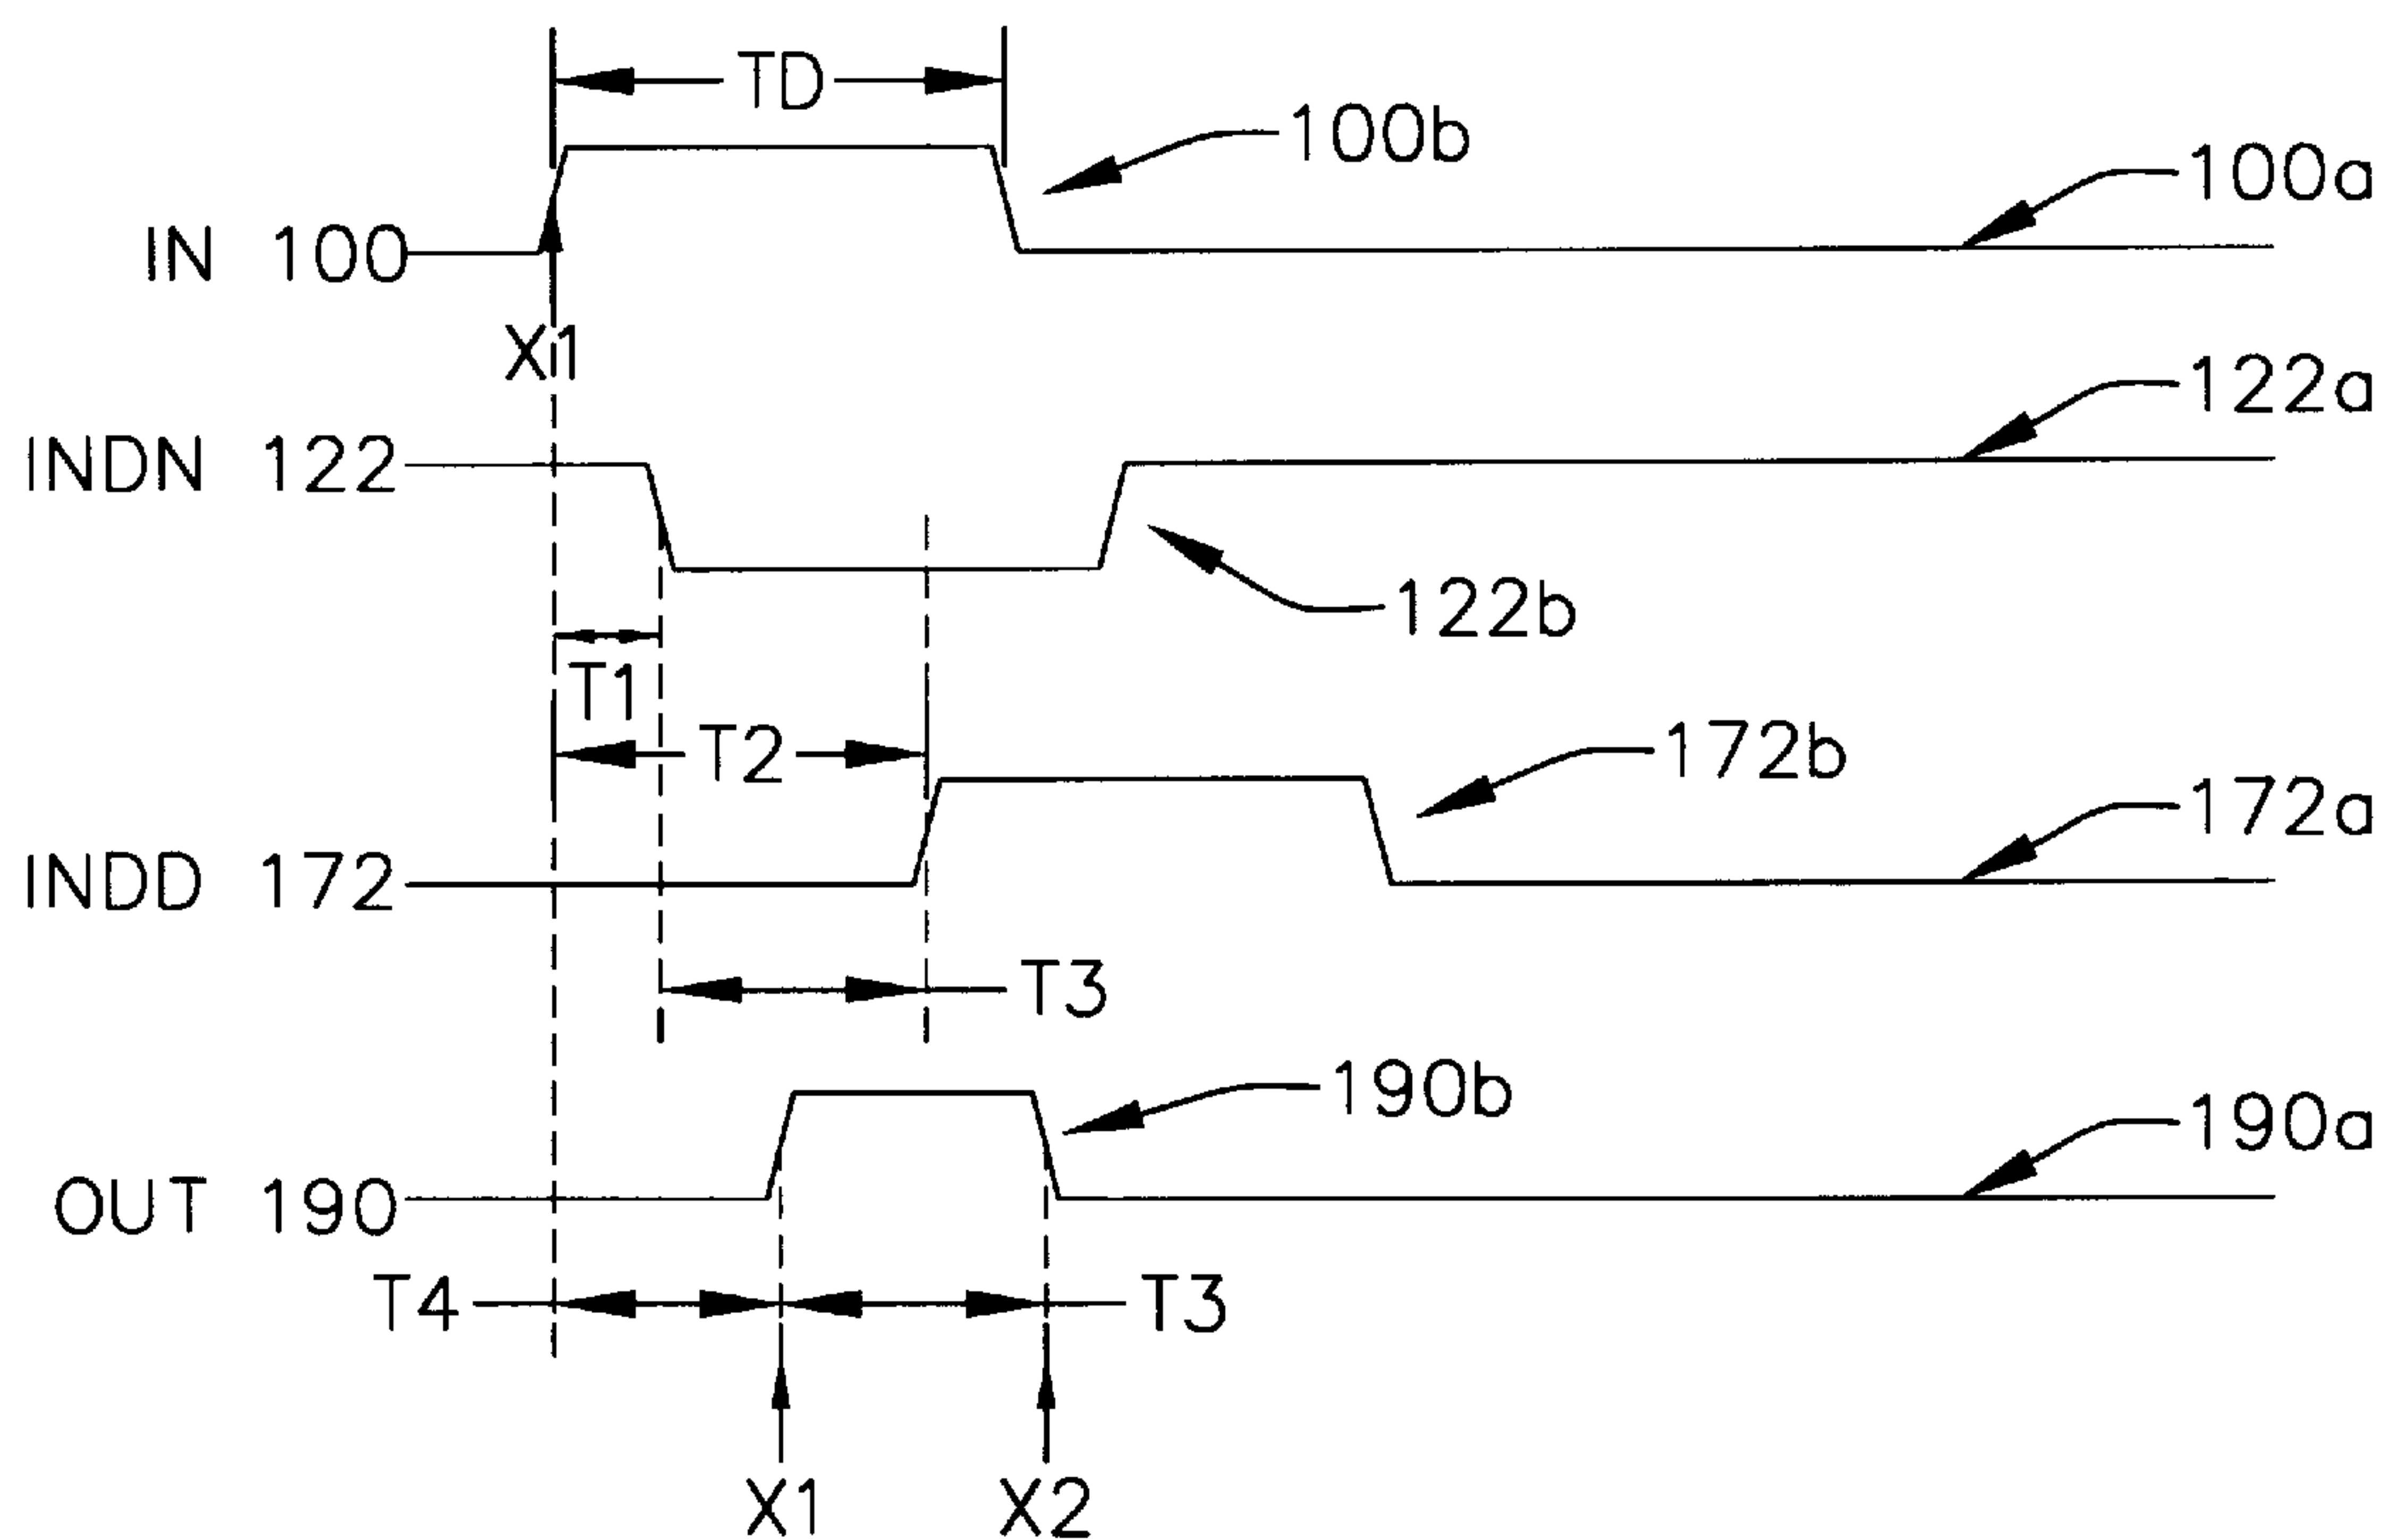 TD
100b
100a
IN 100
X1
122a
INDN 122
122b
T1
T2
172b
172a
INDD 172
T3
190b
190a
OUT 190
T4
T3
X1
X2